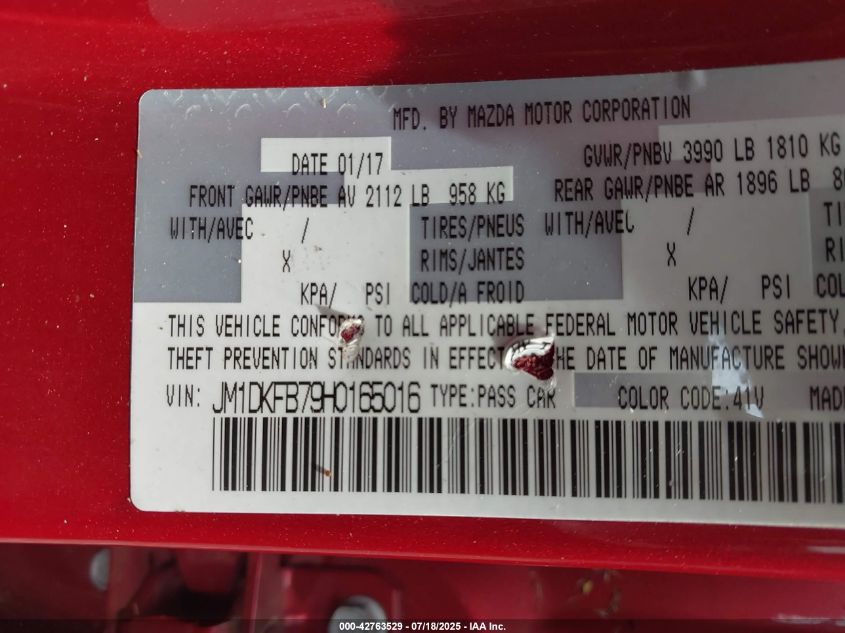 MFD. BY MAZDA MOTOR CORPORATION
DATE 01/17 GVWR/PNBV 3990 LB 1810 KG
FRONT GAWR/PNBE AV 2112 LB 958 KG REAR GAWR/PNBE AR 1896 LB
WITH/AVEC / TIRES/PNEUS WITH/AVEC /
X RIMS/JANTES X
KPA/ PSI COLD/A FROID KPA/ PSI
THIS VEHICLE CONFORMS TO ALL APPLICABLE FEDERAL MOTOR VEHICLE SAFETY,
THEFT PREVENTION STANDARDS IN EFFECT THE DATE OF MANUFACTURE SHOWN
VIN: JM1DKFB79H0165016 TYPE:PASS CAR COLOR CODE:41V
000-42763529 - 07/18/2025 - IAA Inc.